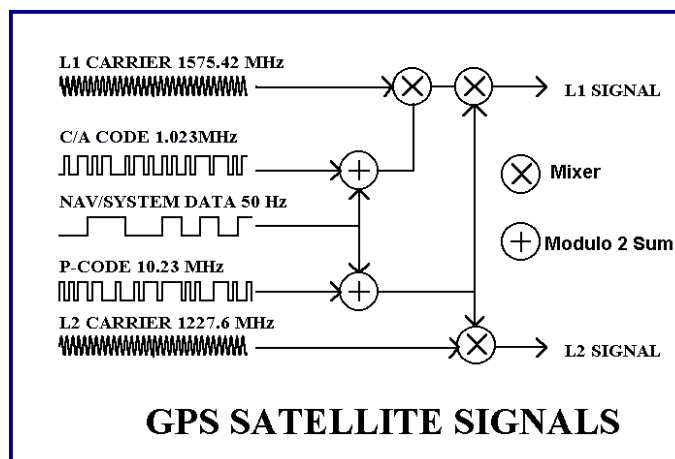 L1 CARRIER 1575.42 MHz
L1 SIGNAL
C/A CODE 1.023MHz
Mixer
NAV/SYSTEM DATA 50 Hz
Modulo 2 Sum
P-CODE 10.23 MHz
L2 CARRIER 1227.6 MHz
L2 SIGNAL
GPS SATELLITE SIGNALS